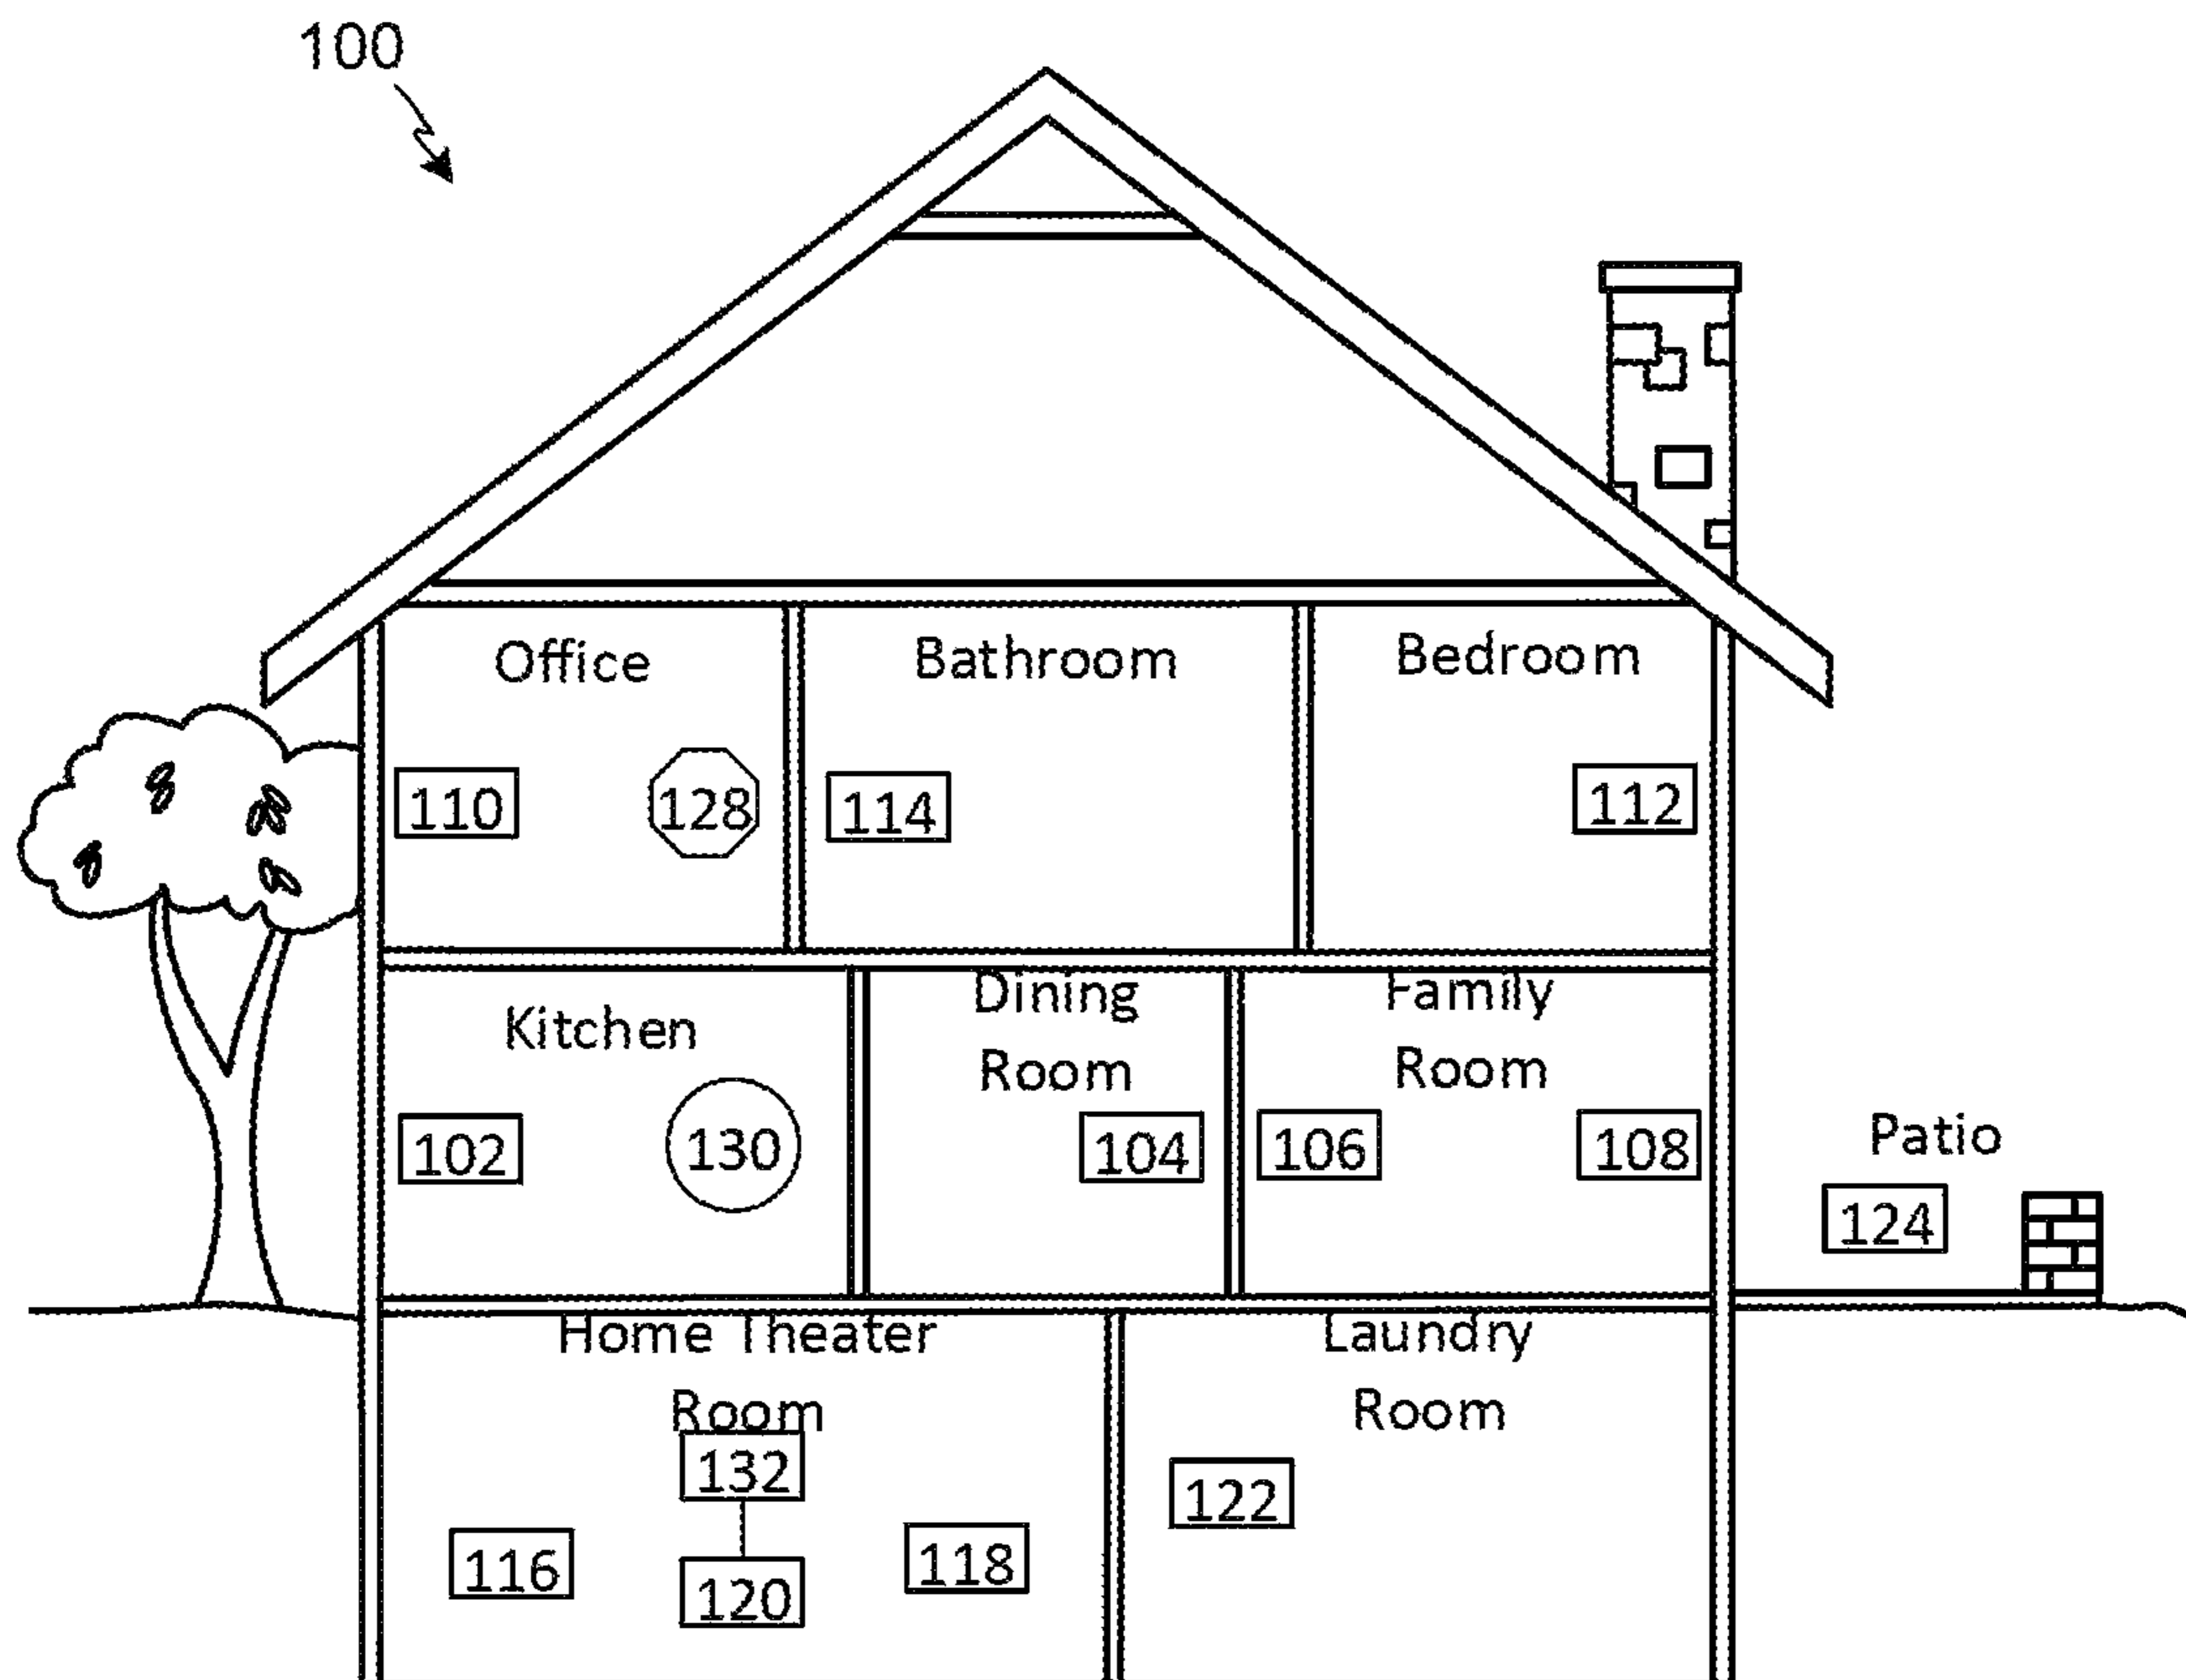 100
Office
Bathroom
Bedroom
110
128
114
112
Kitchen
Dining
Room
Family
Room
102
130
104
106
108
Patio
124
Home Theater
Room
Laundry
Room
132
122
116
120
118